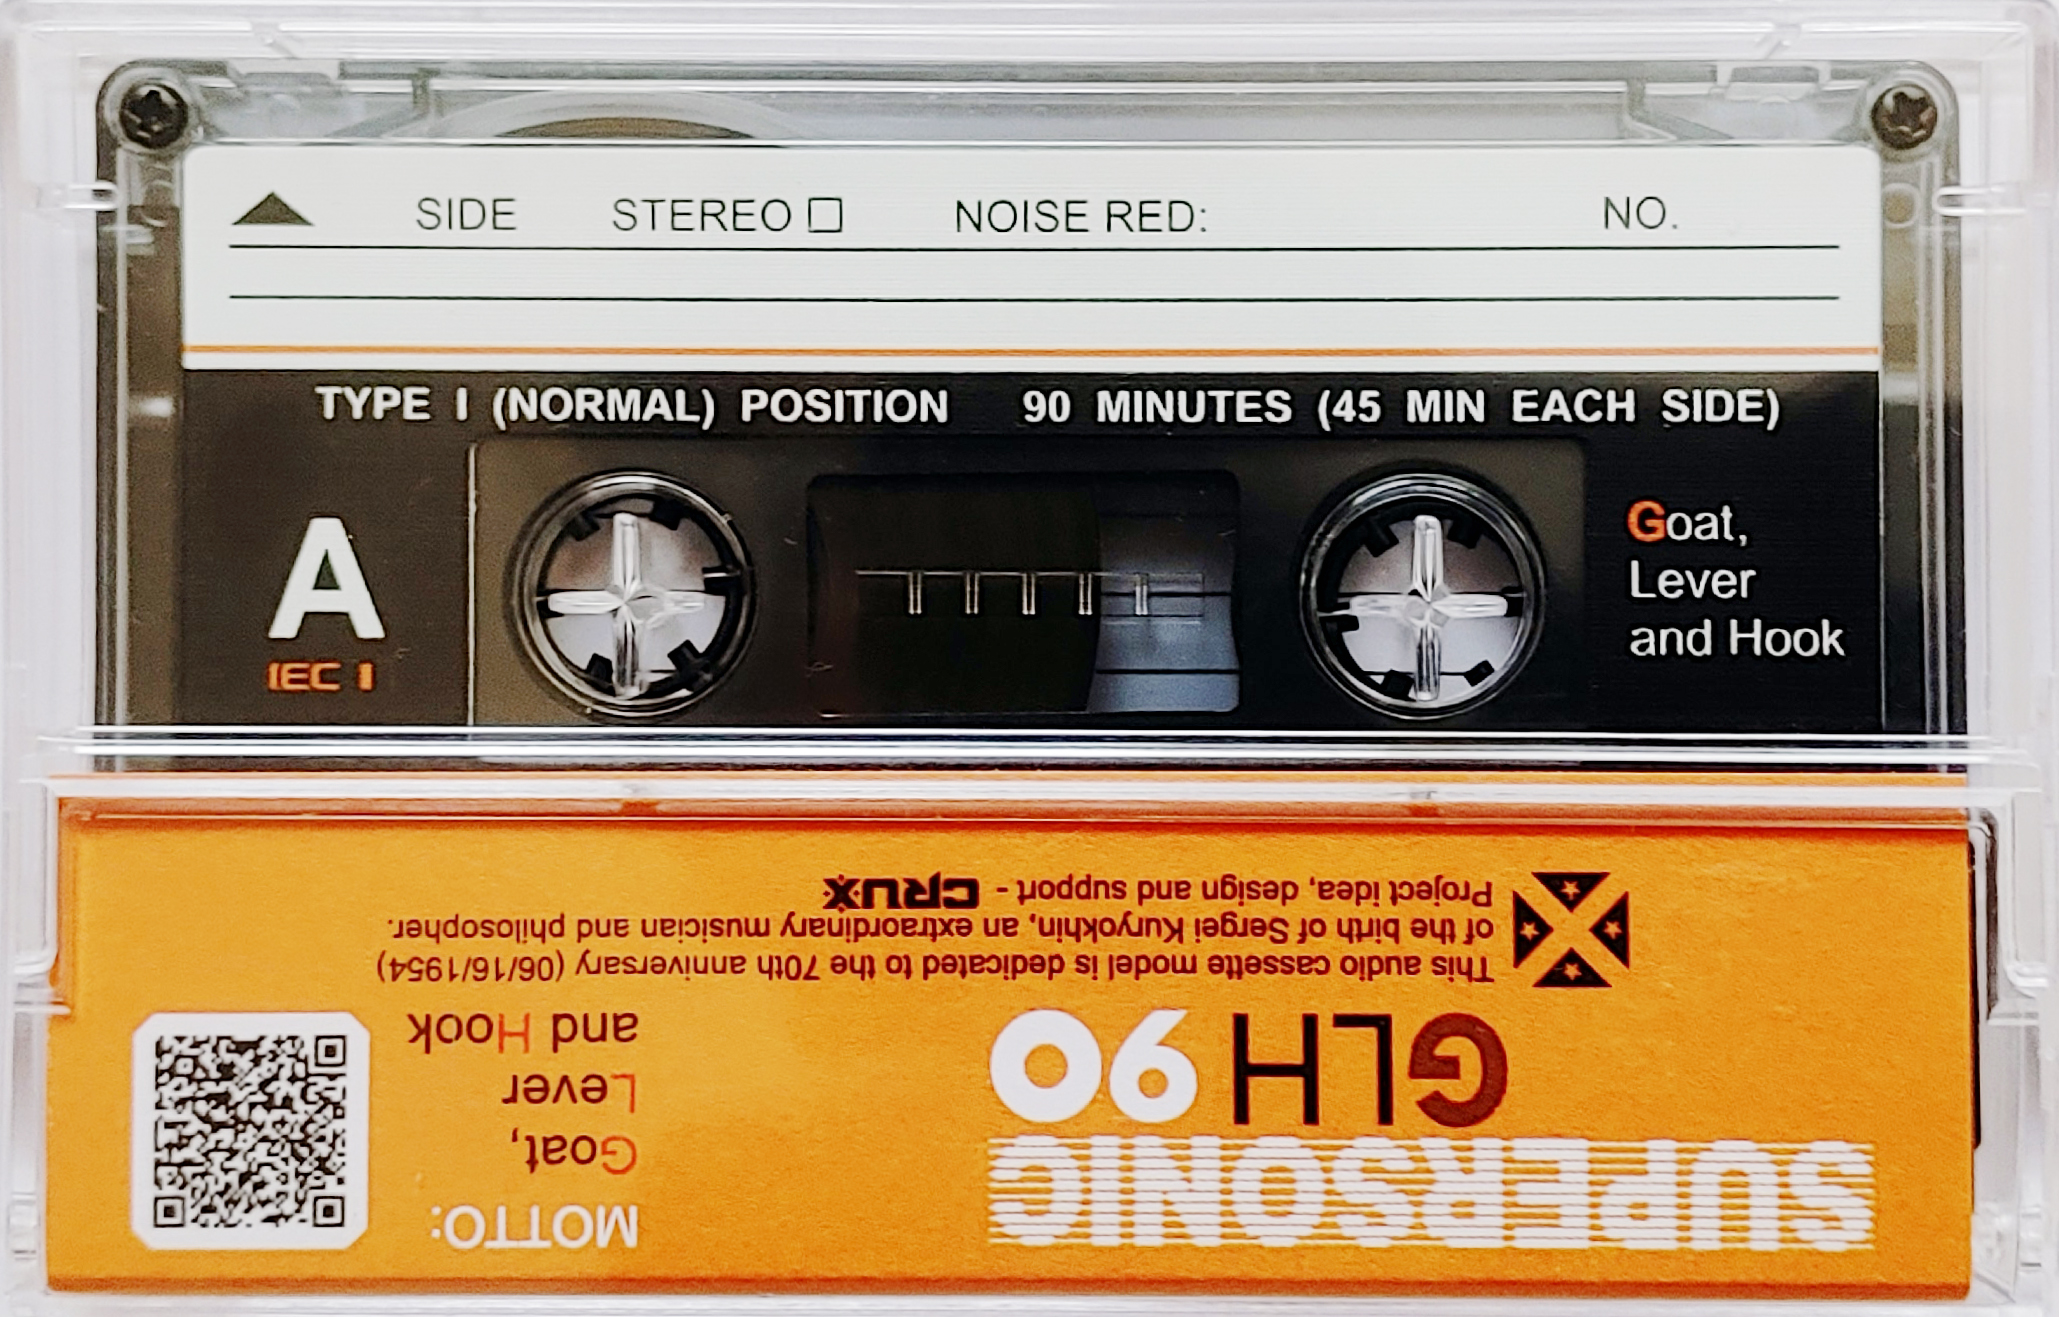 SIDE STEREO NOISE RED: NO.
TYPE I (NORMAL) POSITION 90 MINUTES (45 MIN EACH SIDE)
A
IEC I
Goat,
Lever
and Hook
SUPERSONIC
GLH 90
MOTTO:
Goat,
Lever
and Hook
This audio cassette model is dedicated to the 70th anniversary (06/16/1954)
of the birth of Sergei Kuryokhin, an extraordinary musician and philosopher.
Project idea, design and support - CRUX